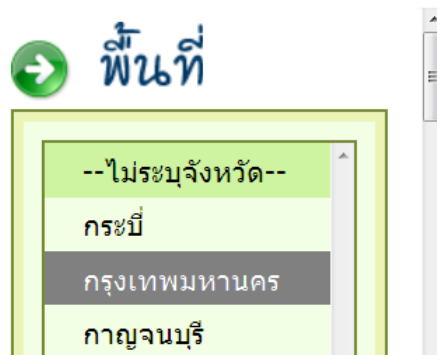 พื้นที่
--ไม่ระบุจังหวัด--
กระบี่
กรุงเทพมหานคร
กาญจนบุรี